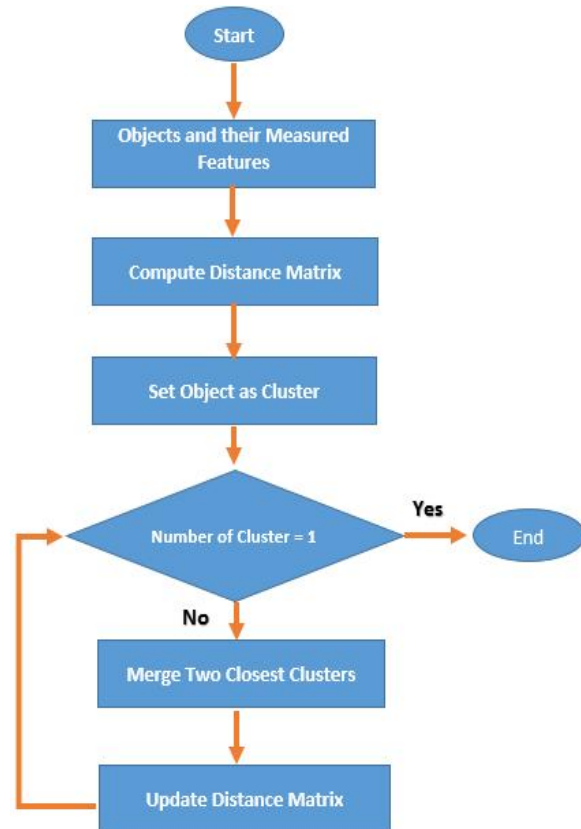 Start
Objects and their Measured
Features
Compute Distance Matrix
Set Object as Cluster
Number of Cluster = 1
Yes
End
No
Merge Two Closest Clusters
Update Distance Matrix